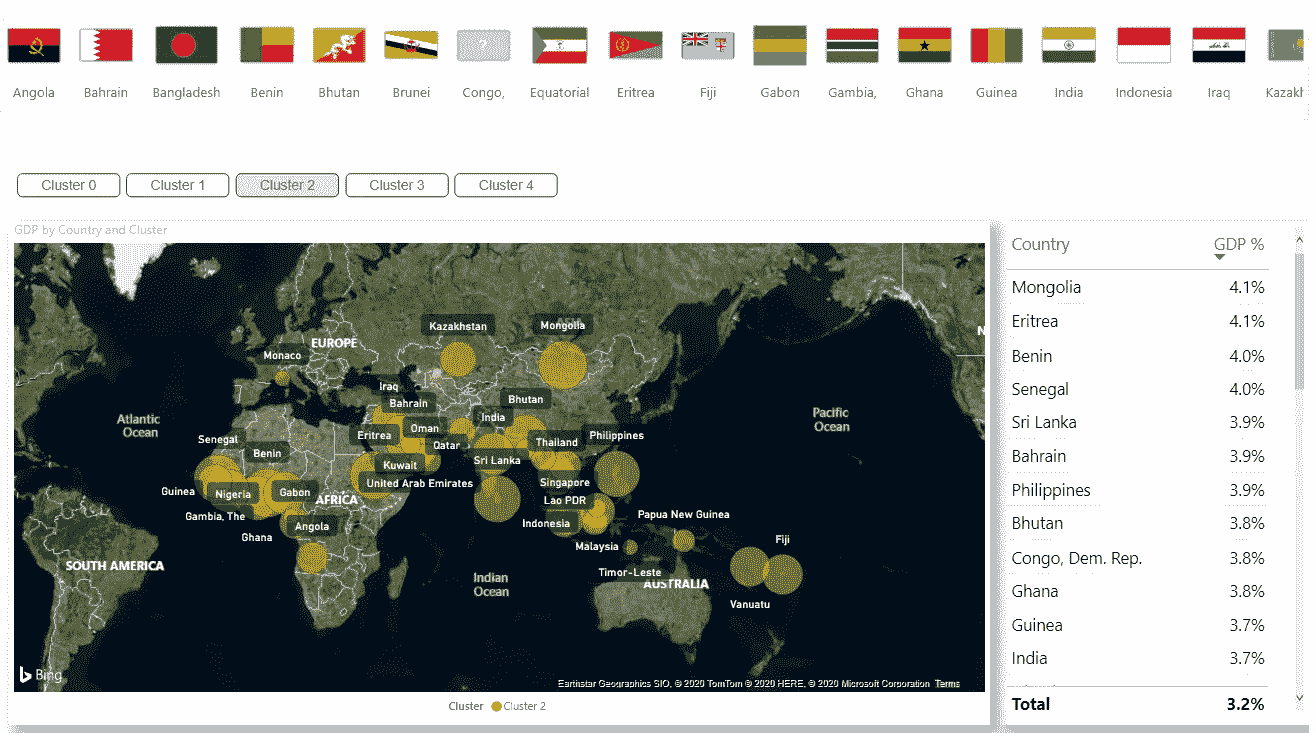 Angola Bahrain Bangladesh Benin Bhutan Brunei Congo, Equatorial Eritrea Fiji Gabon Gambia, Ghana Guinea India Indonesia Iraq Kazakh
?
Cluster 0 Cluster 1 Cluster 2 Cluster 3 Cluster 4
GDP by Country and Cluster
Kazakhstan
Mongolia
ASIA
N
EUROPE
Monaco
Iraq
Bahrain
Bhutan
India
Atlantic
Ocean
Pacific
Ocean
Senegal
Eritrea
Oman
Thailand
Philippines
Qatar
Benin
Kuwait
Sri Lanka
United Arab Emirates
Singapore
Guinea
Nigeria
Gabon
AFRICA
Lao PDR
Gambia, The
Angola
Indonesia
Papua New Guinea
Ghana
Fiji
Malaysia
SOUTH AMERICA
Indian
Ocean
Timor-Leste
AUSTRALIA
Vanuatu
Bing
Earthstar Geographics SIO, © 2020 TomTom © 2020 HERE, © 2020 Microsoft Corporation Terms
Cluster Cluster 2
Country GDP %
Mongolia 4.1%
Eritrea 4.1%
Benin 4.0%
Senegal 4.0%
Sri Lanka 3.9%
Bahrain 3.9%
Philippines 3.9%
Bhutan 3.8%
Congo, Dem. Rep. 3.8%
Ghana 3.8%
Guinea 3.7%
India 3.7%
Total 3.2%